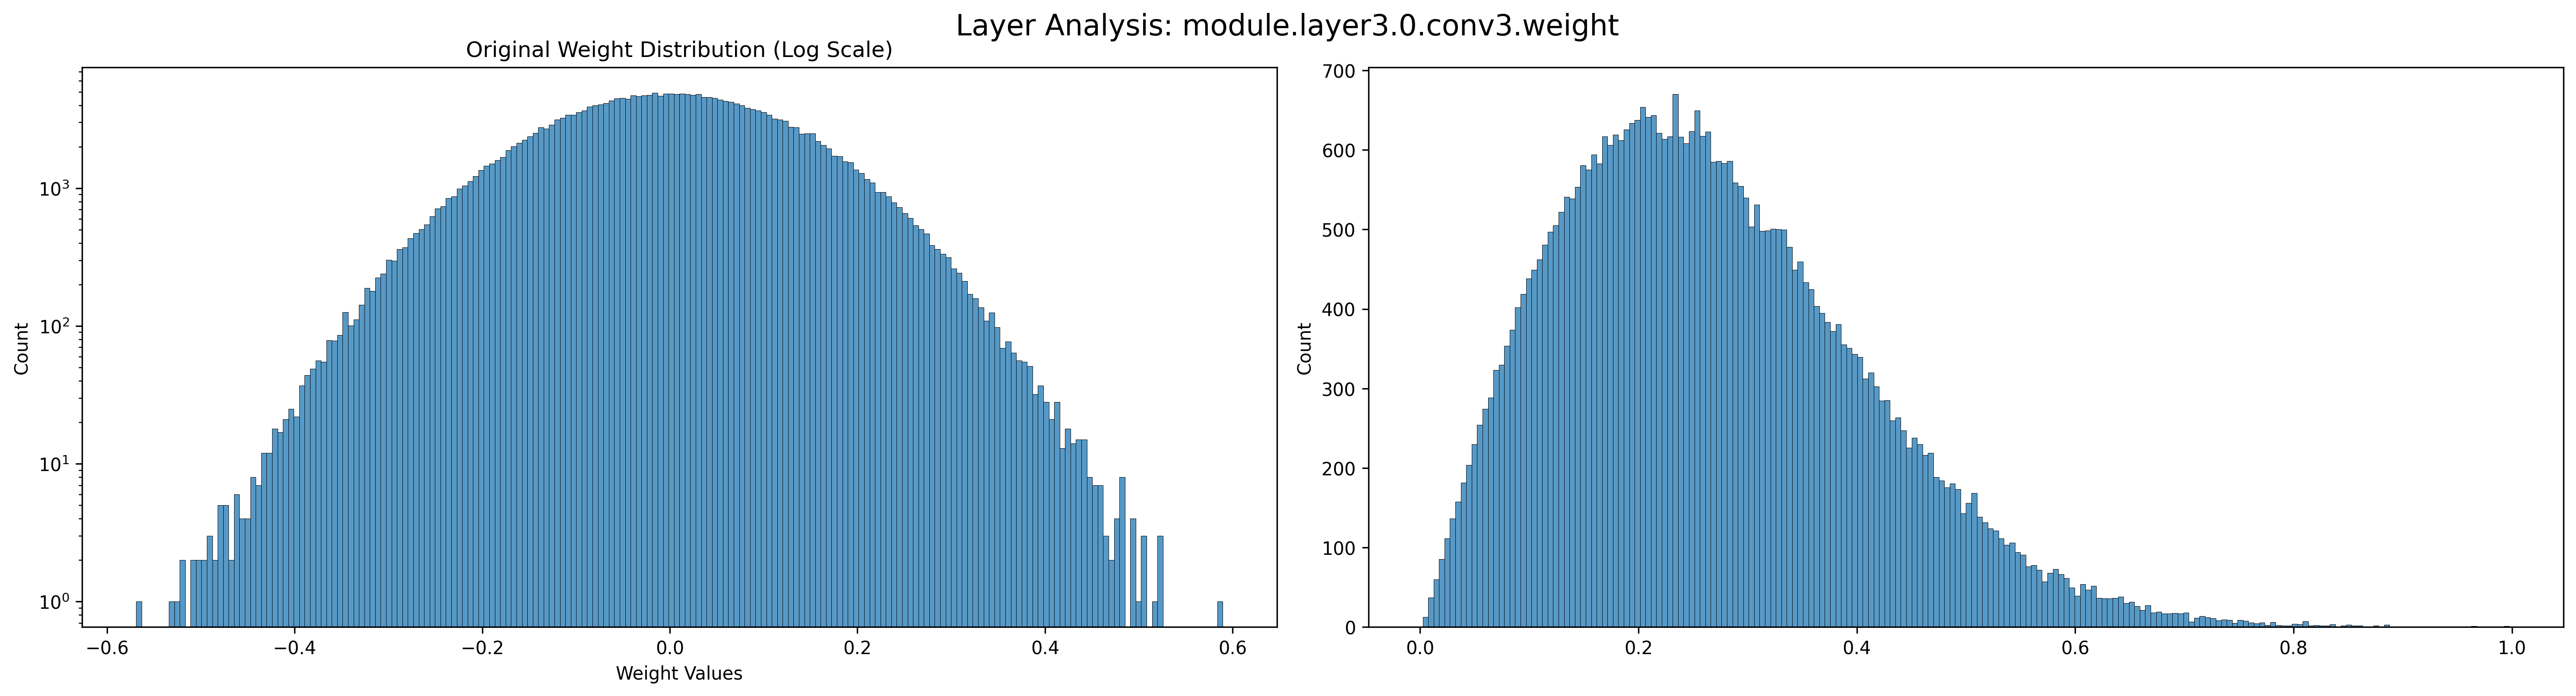 Layer Analysis: module.layer3.0.conv3.weight
Original Weight Distribution (Log Scale)
Count
10³
10²
10¹
10⁰
−0.6 −0.4 −0.2 0.0 0.2 0.4 0.6
Weight Values
Count
700
600
500
400
300
200
100
0
0.0 0.2 0.4 0.6 0.8 1.0